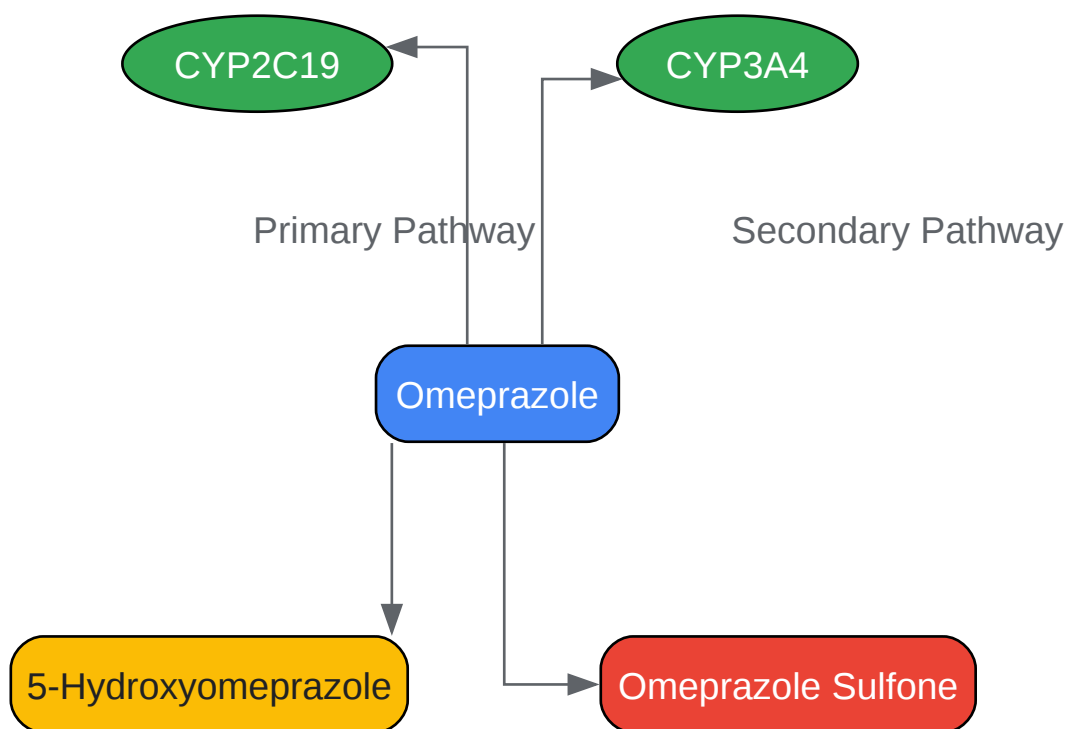 CYP2C19
CYP3A4
Primary Pathway
Secondary Pathway
Omeprazole
5-Hydroxyomeprazole
Omeprazole Sulfone